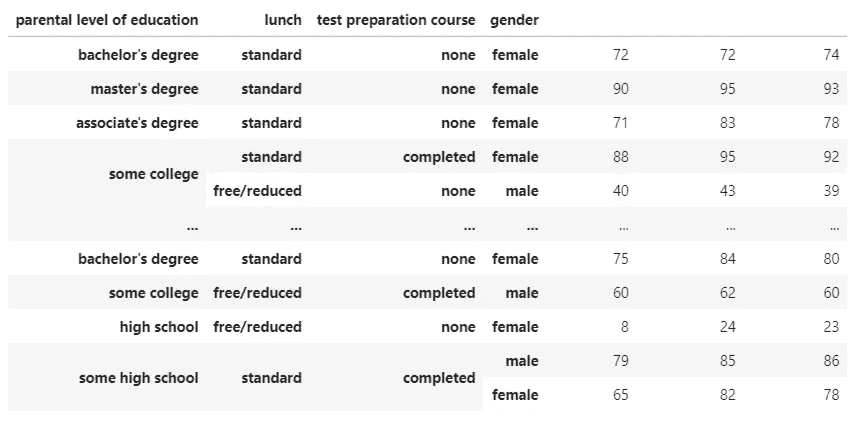 parental level of education lunch test preparation course gender
bachelor's degree standard none female 72 72 74
master's degree standard none female 90 95 93
associate's degree standard none female 71 83 78
some college standard completed female 88 95 92
free/reduced none male 40 43 39
... ... ... ... ... ... ...
bachelor's degree standard none female 75 84 80
some college free/reduced completed male 60 62 60
high school free/reduced none female 8 24 23
some high school standard completed male 79 85 86
female 65 82 78